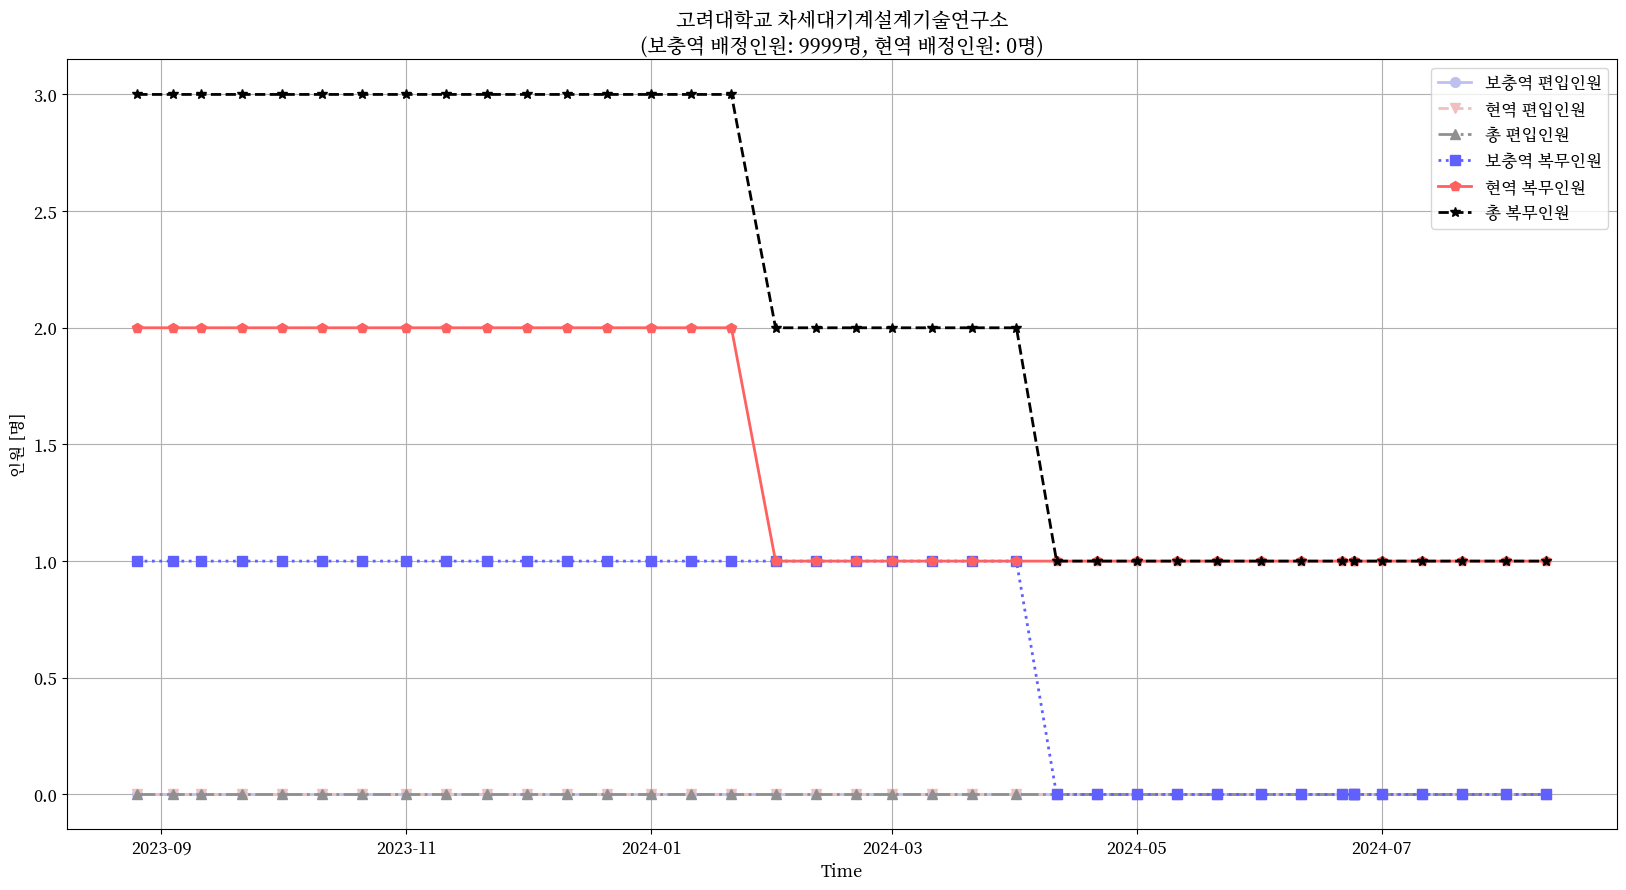 고려대학교 차세대기계설계기술연구소
(보충역 배정인원: 9999명, 현역 배정인원: 0명)
보충역 편입인원
현역 편입인원
총 편입인원
보충역 복무인원
현역 복무인원
총 복무인원
인원 [명]
3.0
2.5
2.0
1.5
1.0
0.5
0.0
2023-09
2023-11
2024-01
2024-03
2024-05
2024-07
Time